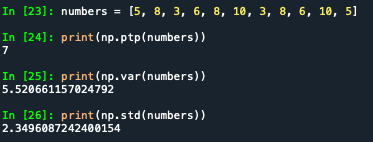 In [23]: numbers = [5, 8, 3, 6, 8, 10, 3, 8, 6, 10, 5]
In [24]: print(np.ptp(numbers))
7
In [25]: print(np.var(numbers))
5.520661157024792
In [26]: print(np.std(numbers))
2.3496087242400154